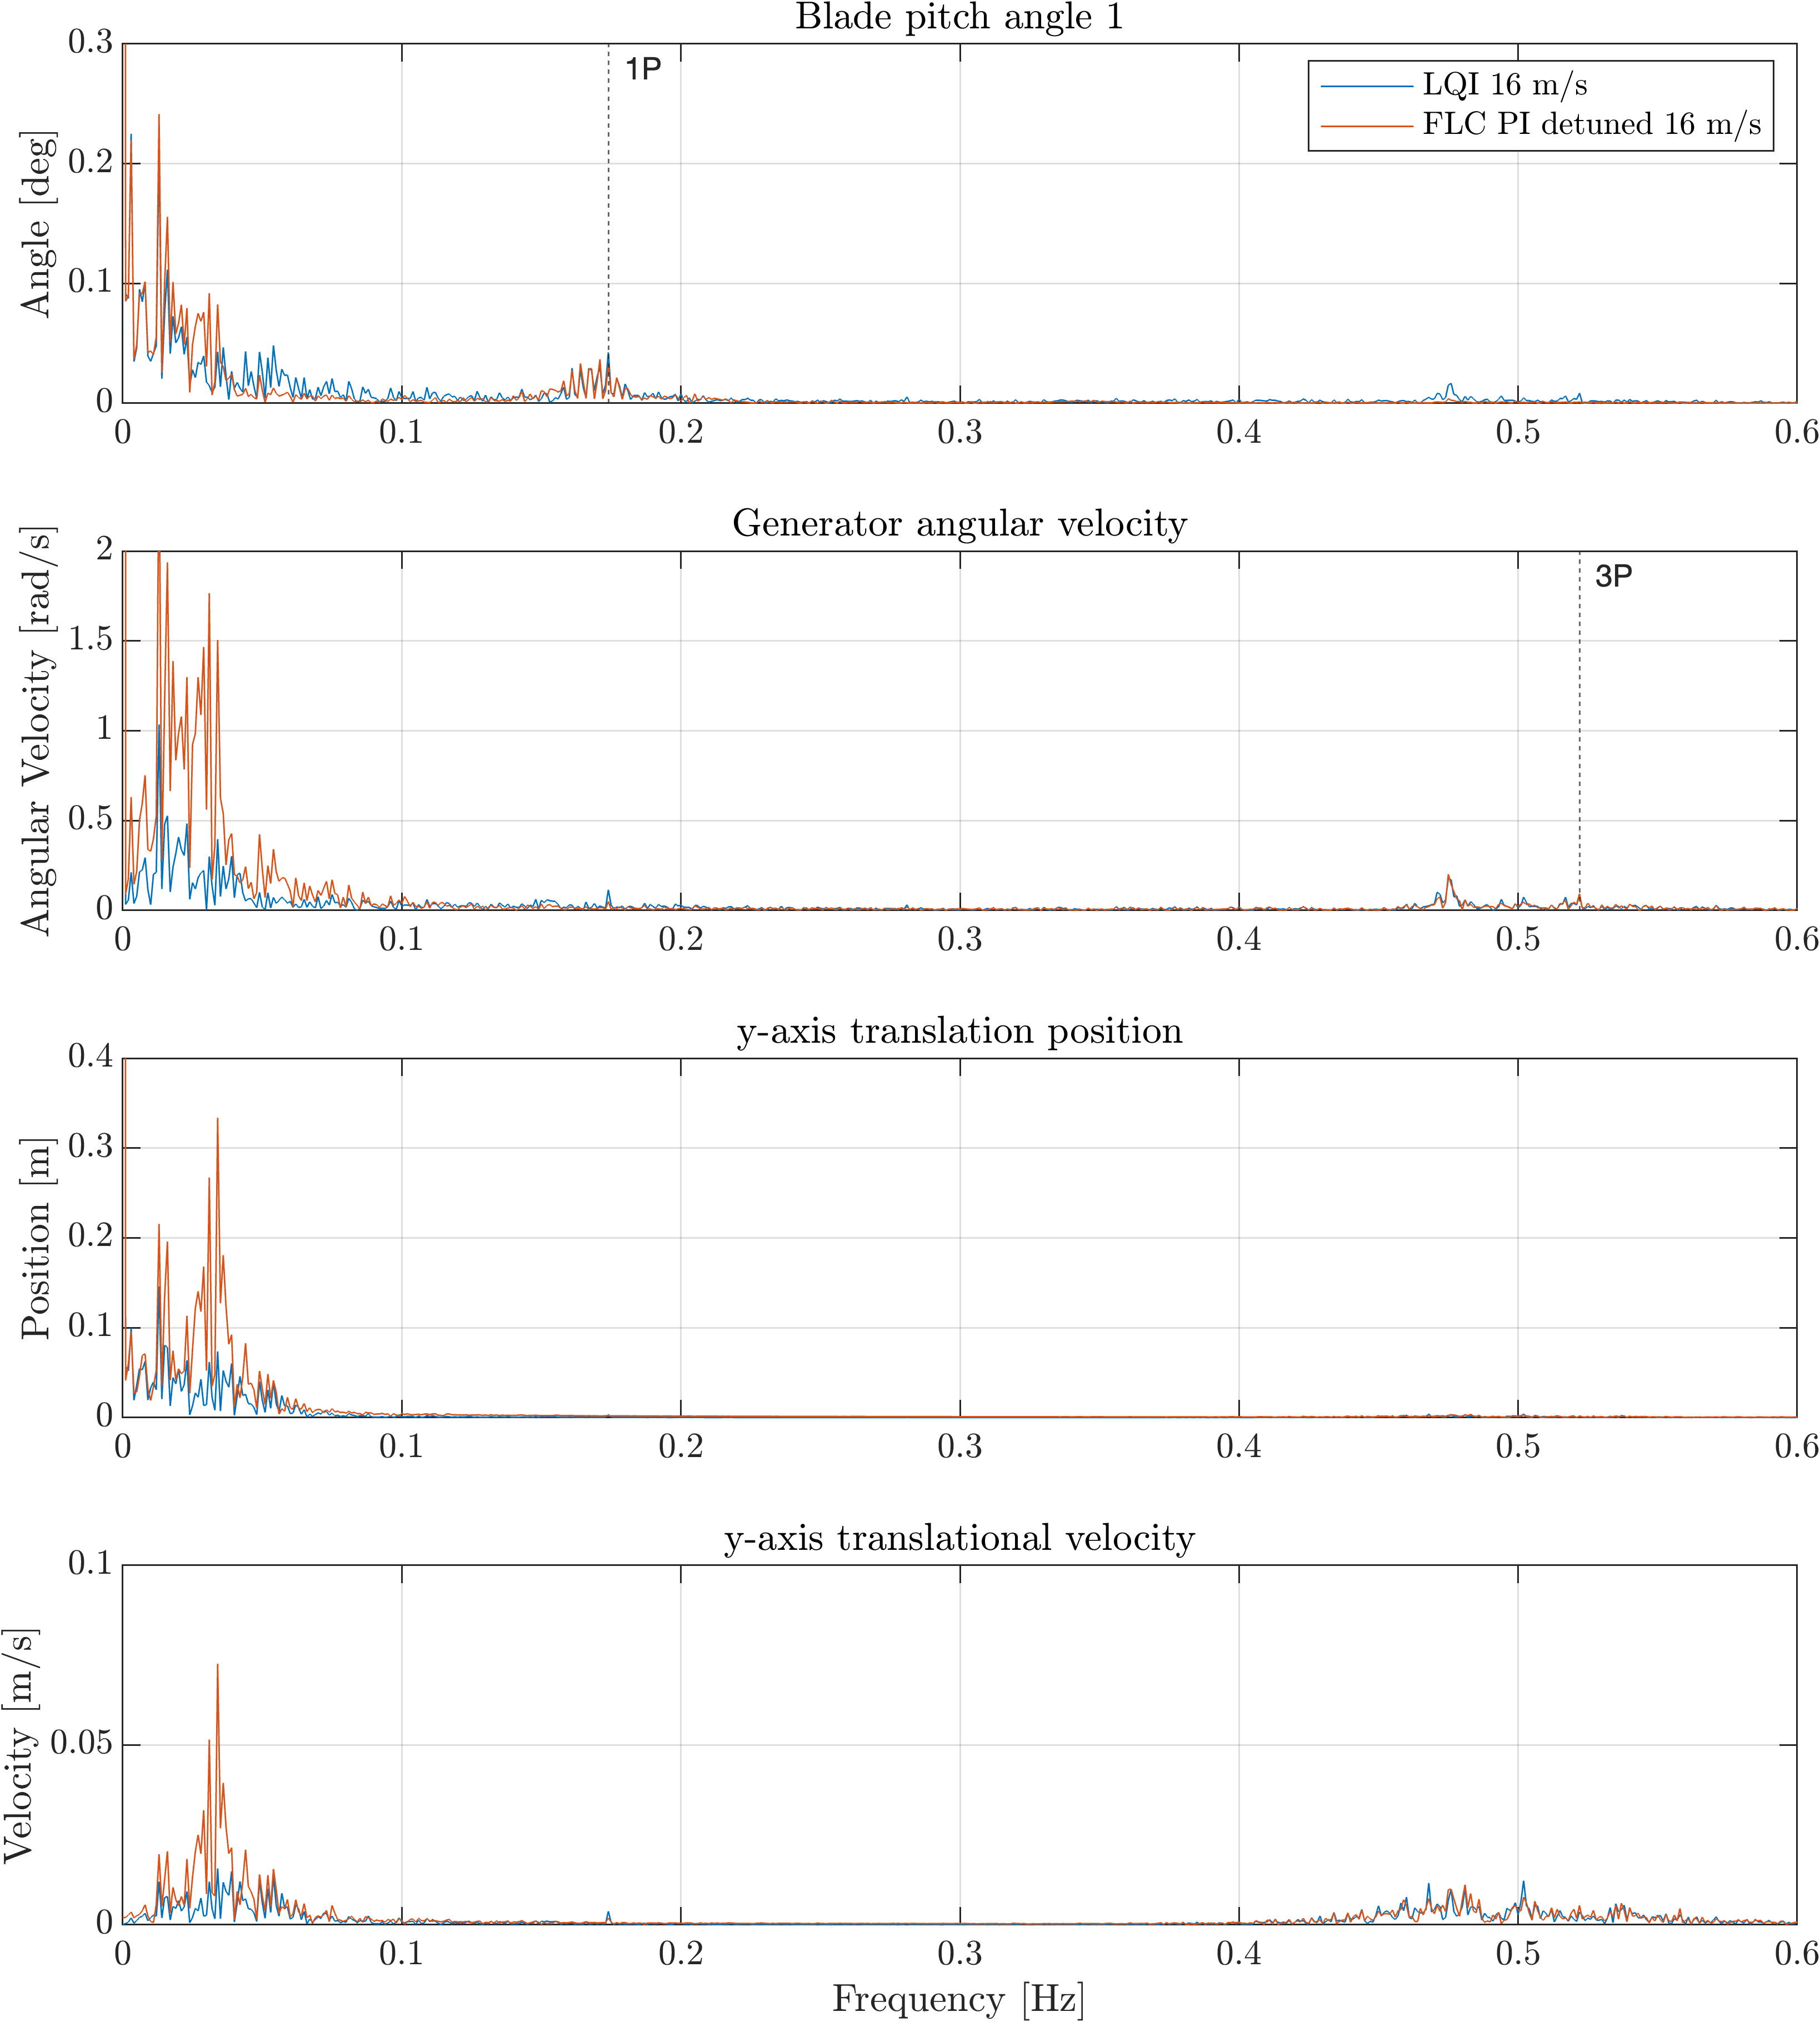 Blade pitch angle 1
0.3
0.2
0.1
0
Angle [deg]
1P
LQI 16 m/s
FLC PI detuned 16 m/s
0 0.1 0.2 0.3 0.4 0.5 0.6
Generator angular velocity
2
1.5
1
0.5
0
Angular Velocity [rad/s]
3P
0 0.1 0.2 0.3 0.4 0.5 0.6
y-axis translation position
0.4
0.3
0.2
0.1
0
Position [m]
0 0.1 0.2 0.3 0.4 0.5 0.6
y-axis translational velocity
0.1
0.05
0
Velocity [m/s]
0 0.1 0.2 0.3 0.4 0.5 0.6
Frequency [Hz]